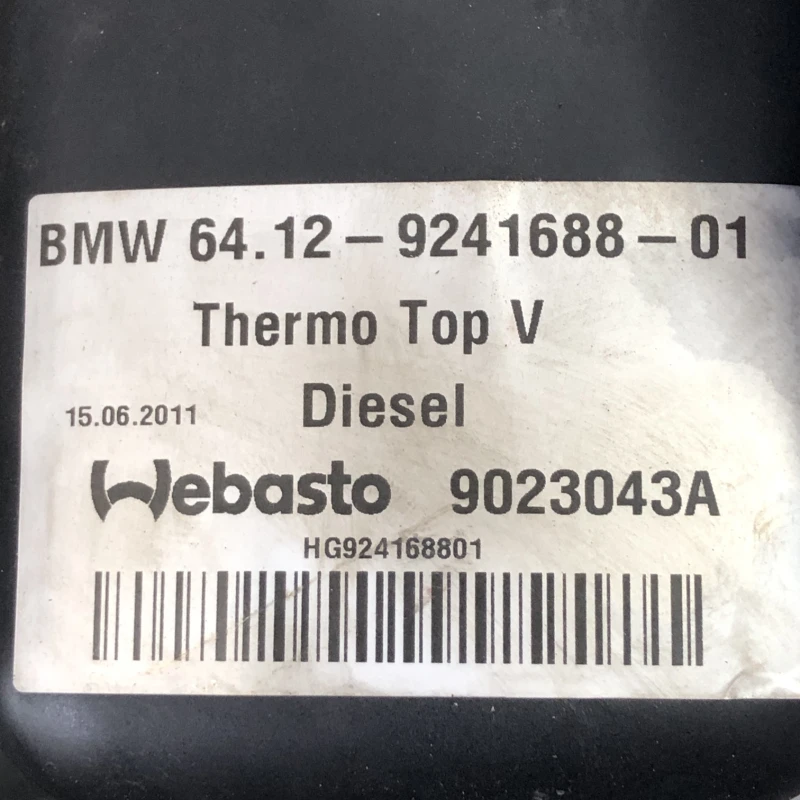 BMW 64.12-9241688-01
Thermo Top V
Diesel
15.06.2011
Webasto 9023043A
HG924168801